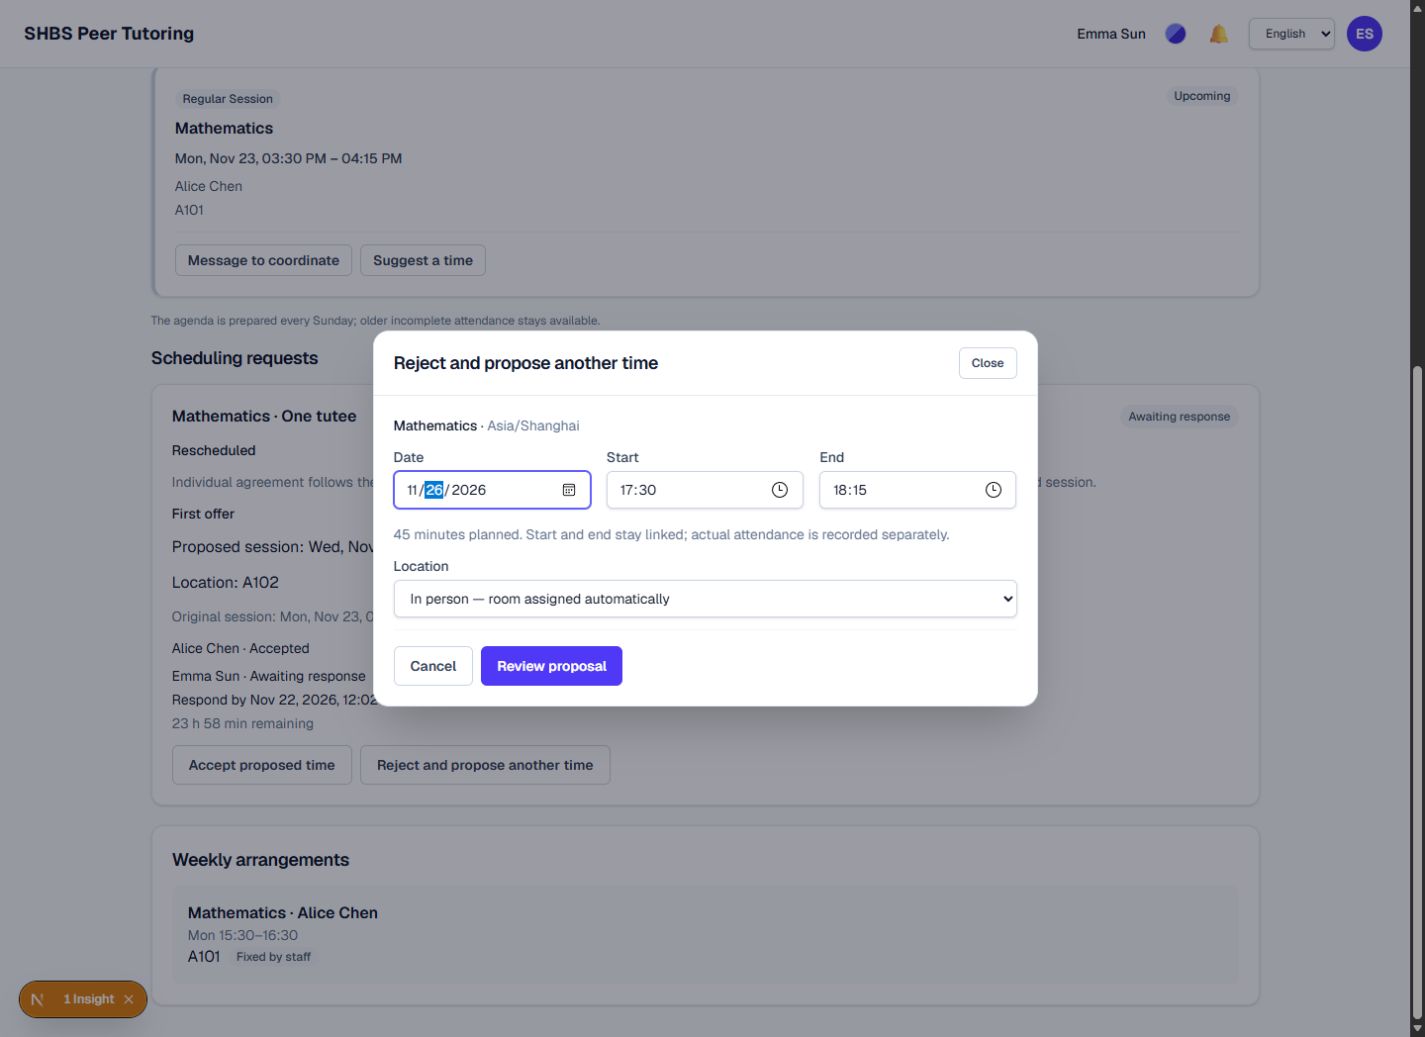 SHBS Peer Tutoring
Emma Sun
English
ES
Regular Session
Upcoming
Mathematics
Mon, Nov 23, 03:30 PM – 04:15 PM
Alice Chen
A101
Message to coordinate
Suggest a time
The agenda is prepared every Sunday; older incomplete attendance stays available.
Scheduling requests
Mathematics · One tutee
Awaiting response
Rescheduled
Individual agreement follows the
d session.
First offer
Proposed session: Wed, Nov
Location: A102
Original session: Mon, Nov 23, 0
Alice Chen · Accepted
Emma Sun · Awaiting response
Respond by Nov 22, 2026, 12:02
23 h 58 min remaining
Accept proposed time
Reject and propose another time
Reject and propose another time
Close
Mathematics · Asia/Shanghai
Date
Start
End
11/26/2026
17:30
18:15
45 minutes planned. Start and end stay linked; actual attendance is recorded separately.
Location
In person — room assigned automatically
Cancel
Review proposal
Weekly arrangements
Mathematics · Alice Chen
Mon 15:30–16:30
A101 Fixed by staff
N 1 Insight ×